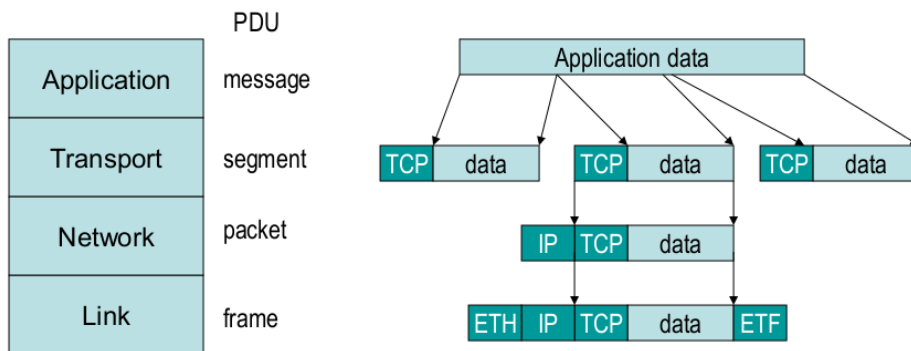 PDU
Application message Application data
Transport segment TCP data TCP data TCP data
Network packet IP TCP data
Link frame ETH IP TCP data ETF